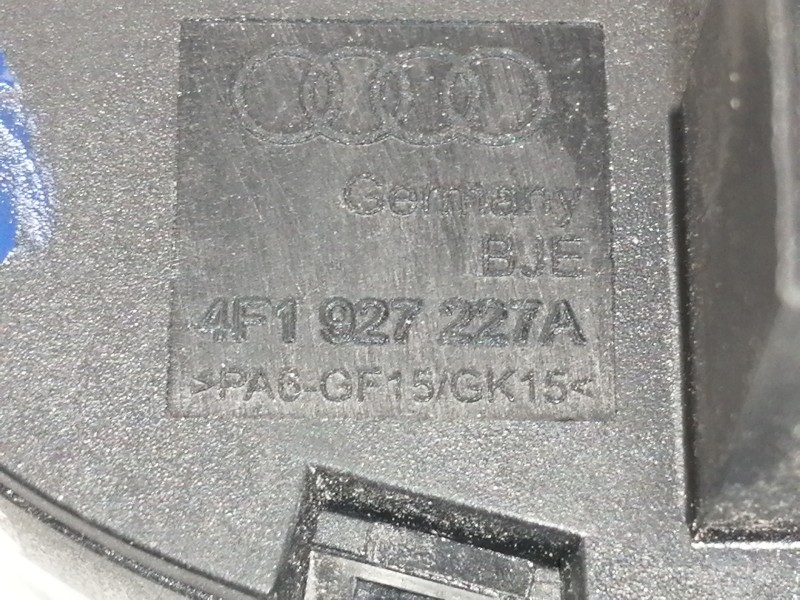 Germany
BJE
4F1 927 227A
>PA6-GF15/GK15<